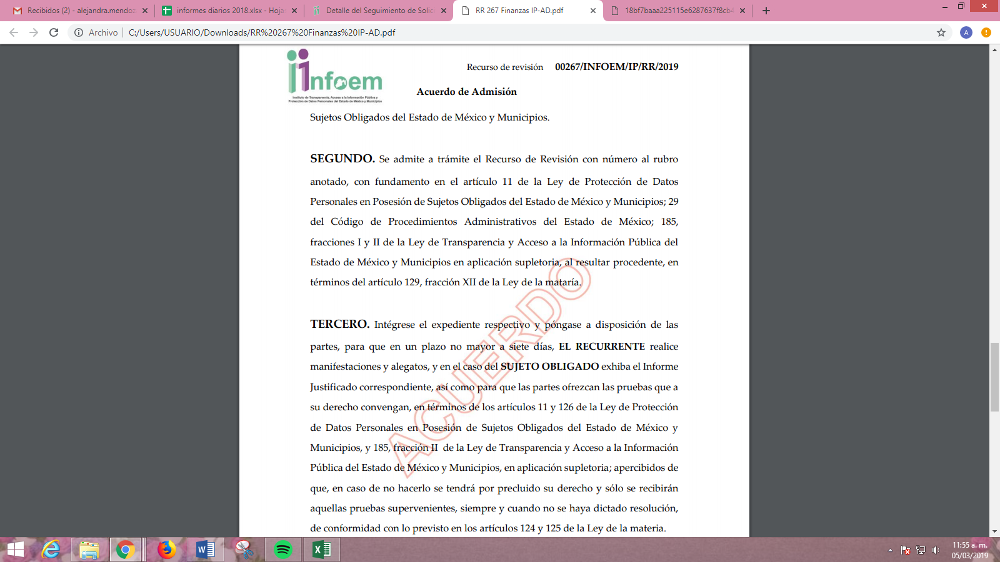 Recibidos (2) - alejandra.mendoz
informes diarios 2018.xlsx - Hoja
Detalle del Seguimiento de Solic
RR 267 Finanzas IP-AD.pdf
18bf7baaa225115e6287637f8cb4
Archivo
C:/Users/USUARIO/Downloads/RR%20267%20Finanzas%20IP-AD.pdf
A
infoem
Instituto de Transparencia, Acceso a la Información Pública y
Protección de Datos Personales del Estado de México y Municipios
Recurso de revisión 00267/INFOEM/IP/RR/2019
Acuerdo de Admisión
Sujetos Obligados del Estado de México y Municipios.
SEGUNDO. Se admite a trámite el Recurso de Revisión con número al rubro
anotado, con fundamento en el artículo 11 de la Ley de Protección de Datos
Personales en Posesión de Sujetos Obligados del Estado de México y Municipios; 29
del Código de Procedimientos Administrativos del Estado de México; 185,
fracciones I y II de la Ley de Transparencia y Acceso a la Información Pública del
Estado de México y Municipios en aplicación supletoria, al resultar procedente, en
términos del artículo 129, fracción XII de la Ley de la mataría.
TERCERO. Intégrese el expediente respectivo y póngase a disposición de las
partes, para que en un plazo no mayor a siete días, EL RECURRENTE realice
manifestaciones y alegatos, y en el caso del SUJETO OBLIGADO exhiba el Informe
Justificado correspondiente, así como para que las partes ofrezcan las pruebas que a
su derecho convengan, en términos de los artículos 11 y 126 de la Ley de Protección
de Datos Personales en Posesión de Sujetos Obligados del Estado de México y
Municipios, y 185, fracción II de la Ley de Transparencia y Acceso a la Información
Pública del Estado de México y Municipios, en aplicación supletoria; apercibidos de
que, en caso de no hacerlo se tendrá por precluido su derecho y sólo se recibirán
aquellas pruebas supervenientes, siempre y cuando no se haya dictado resolución,
de conformidad con lo previsto en los artículos 124 y 125 de la Ley de la materia.
ACUERDO
11:55 a. m.
05/03/2019